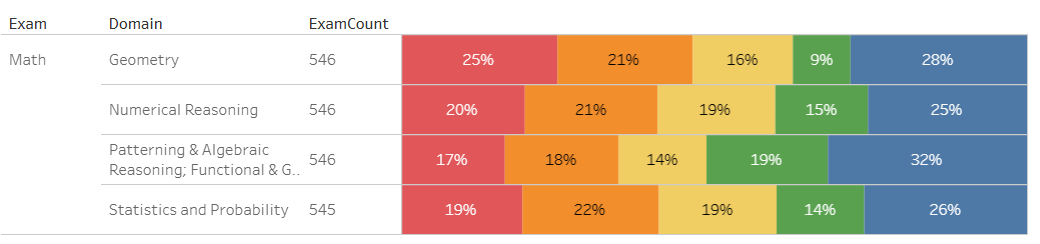 Exam Domain ExamCount
Math Geometry 546 25% 21% 16% 9% 28%
Numerical Reasoning 546 20% 21% 19% 15% 25%
Patterning & Algebraic
Reasoning; Functional & G.. 546 17% 18% 14% 19% 32%
Statistics and Probability 545 19% 22% 19% 14% 26%